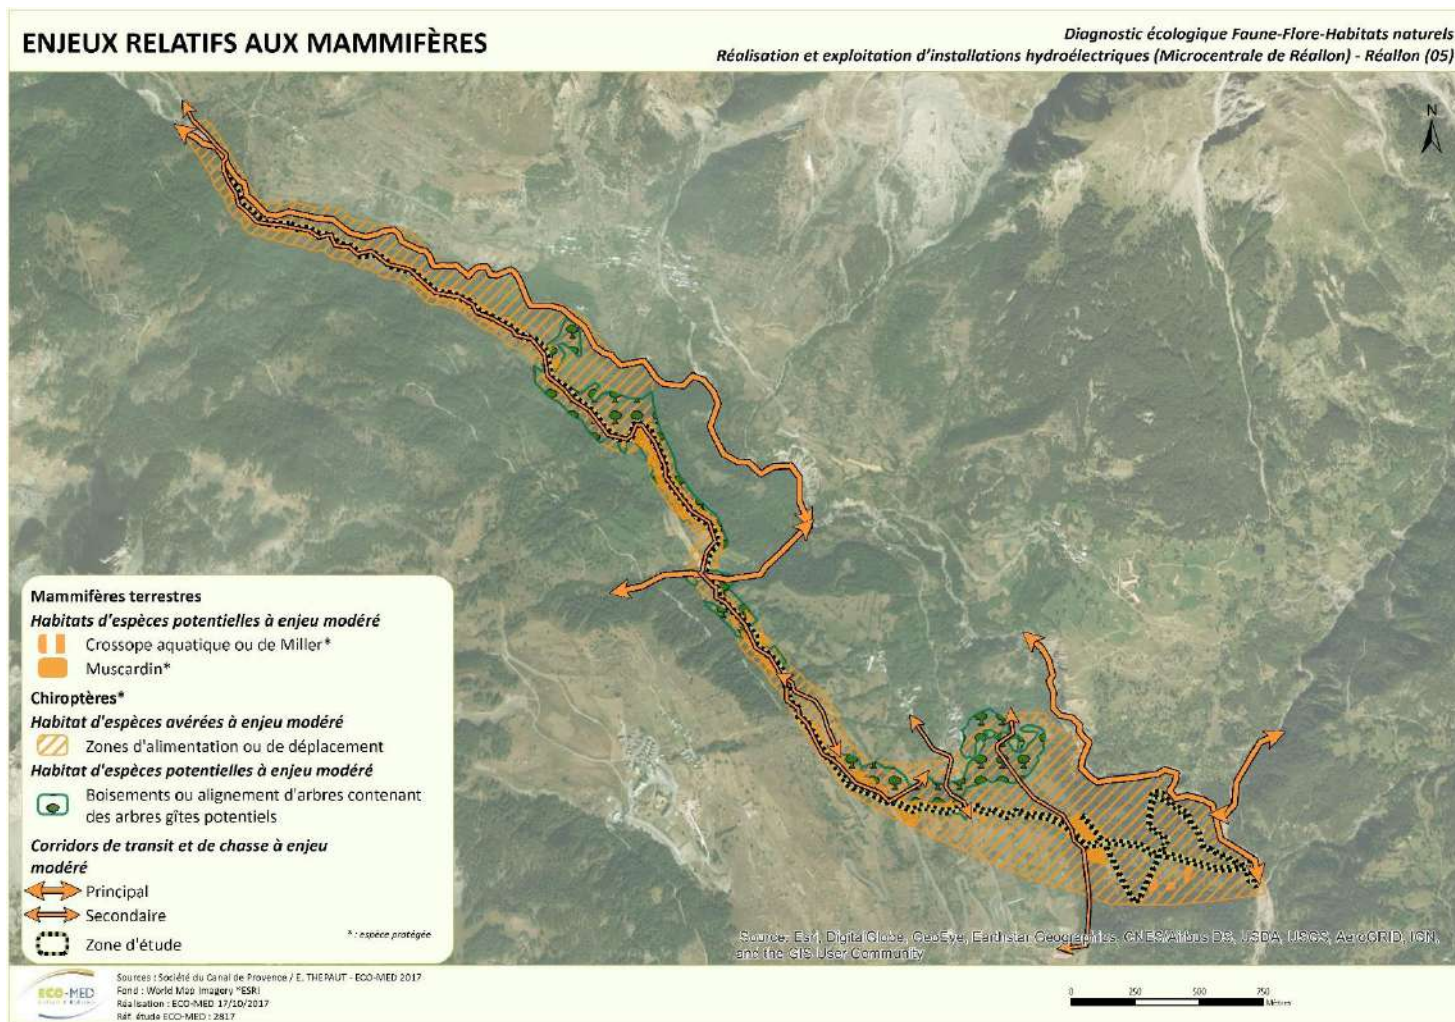 ENJEUX RELATIFS AUX MAMMIFÈRES
Diagnostic écologique Faune-Flore-Habitats naturels
Réalisation et exploitation d'installations hydroélectriques (Microcentrale de Réallon) - Réallon (05)
N
Mammifères terrestres
Habitats d'espèces potentielles à enjeu modéré
Crossope aquatique ou de Miller*
Muscardin*
Chiroptères*
Habitat d'espèces avérées à enjeu modéré
Zones d'alimentation ou de déplacement
Habitat d'espèces potentielles à enjeu modéré
Boisements ou alignement d'arbres contenant
des arbres gîtes potentiels
Corridors de transit et de chasse à enjeu
modéré
Principal
Secondaire
Zone d'étude
* : espèce protégée
Source: Esri, DigitalGlobe, GeoEye, Earthstar Geographics, CNES/Airbus DS, USDA, USGS, AeroGRID, IGN,
and the GIS User Community
ECO-MED
Sources : Société du Canal de Provence / E. THEPAUT - ECO-MED 2017
Fond : World Map Imagery °ESRI
Réalisation : ECO-MED 17/10/2017
Réf. étude ECO-MED : 2817
0 250 500 750
Mètres